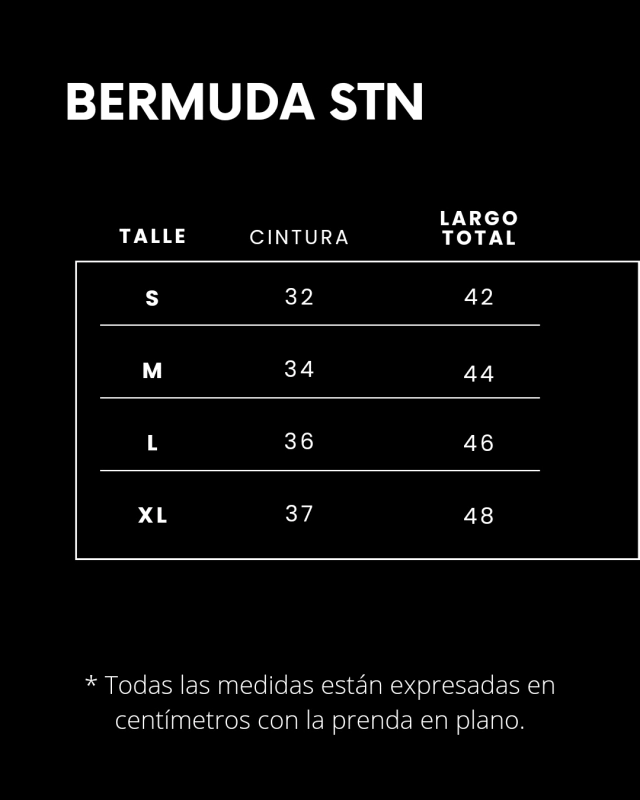 BERMUDA STN
TALLE CINTURA LARGO TOTAL
S 32 42
M 34 44
L 36 46
XL 37 48
* Todas las medidas están expresadas en
centímetros con la prenda en plano.